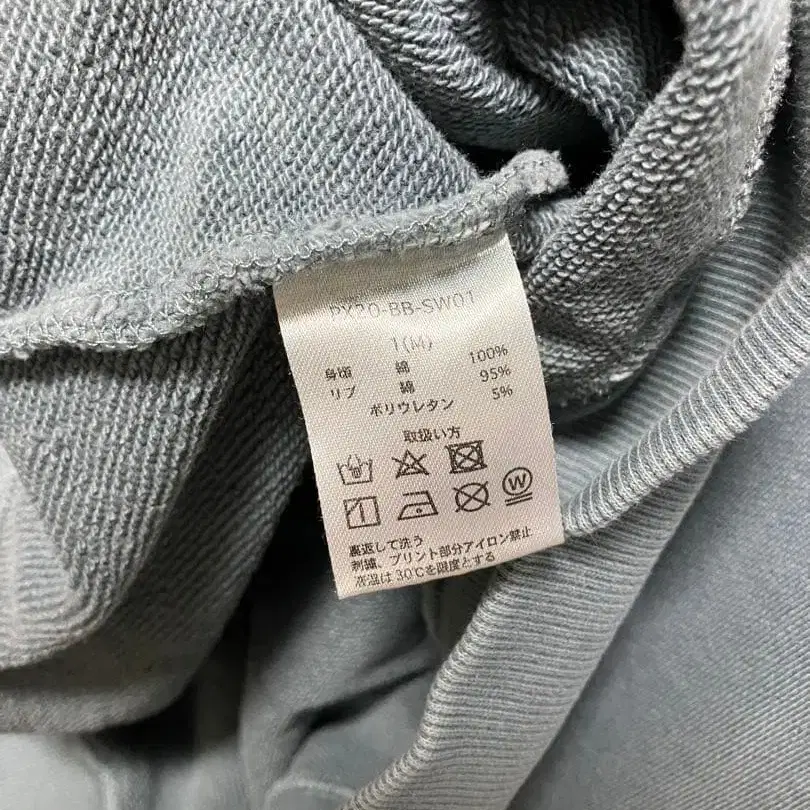 PX20-BB-SW01
1(M)
身頃 綿 100%
リブ 綿 95%
ポリウレタン 5%
取扱い方
W
裏返して洗う
刺繍、プリント部分アイロン禁止
液温は30℃を限度とする